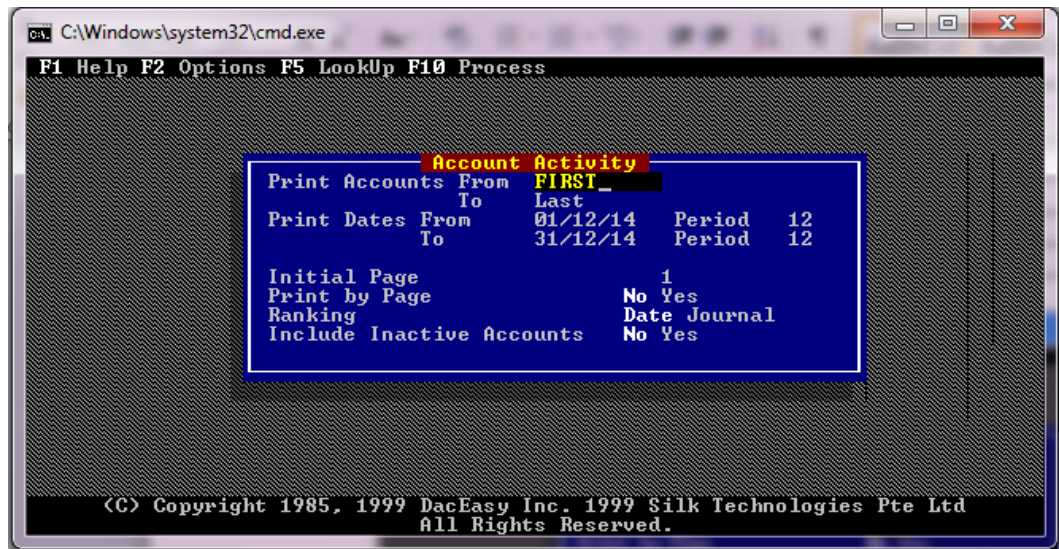 C:\Windows\system32\cmd.exe
F1 Help F2 Options F5 LookUp F10 Process
Account Activity
Print Accounts From FIRST_
To Last
Print Dates From 01/12/14 Period 12
To 31/12/14 Period 12
Initial Page 1
Print by Page No Yes
Ranking Date Journal
Include Inactive Accounts No Yes
(C) Copyright 1985, 1999 DacEasy Inc. 1999 Silk Technologies Pte Ltd
All Rights Reserved.